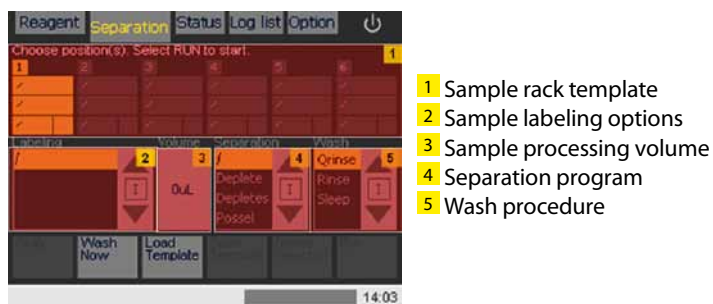 Reagent Separation Status Log list Option
Choose position(s). Select RUN to start. 1
1 2 3 4 5 6
Labeling Volume Separation Wash
/ 2 3 / 4 Qrinse 5
Deplete Rinse
0uL Depletes Sleep
Possel
Wash Now Load Template
14:03
1 Sample rack template
2 Sample labeling options
3 Sample processing volume
4 Separation program
5 Wash procedure